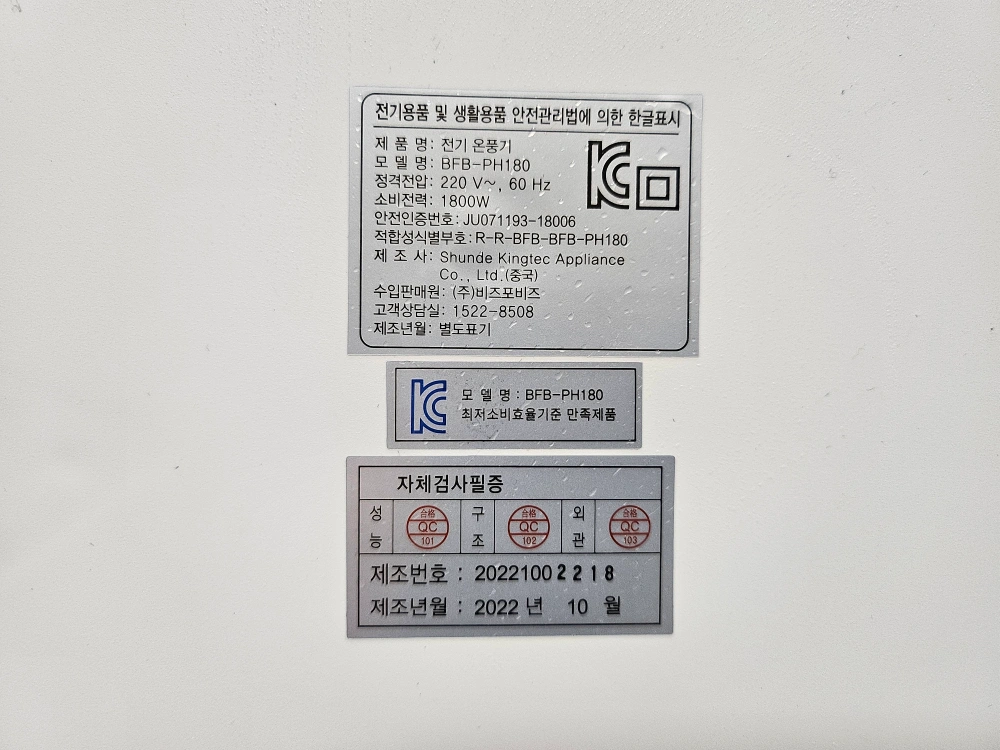 전기용품 및 생활용품 안전관리법에 의한 한글표시
제 품 명: 전기 온풍기
모 델 명: BFB-PH180
정격전압: 220 V~, 60 Hz
소비전력: 1800W
안전인증번호: JU071193-18006
적합성식별부호: R-R-BFB-BFB-PH180
제 조 사: Shunde Kingtec Appliance
Co., Ltd.(중국)
수입판매원: (주)비즈포비즈
고객상담실: 1522-8508
제조년월: 별도표기
KC
KC
모 델 명 : BFB-PH180
최저소비효율기준 만족제품
자체검사필증
성능 合格 QC 101 구조 合格 QC 102 외관 合格 QC 103
제조번호 : 20221002218
제조년월 : 2022 년 10 월